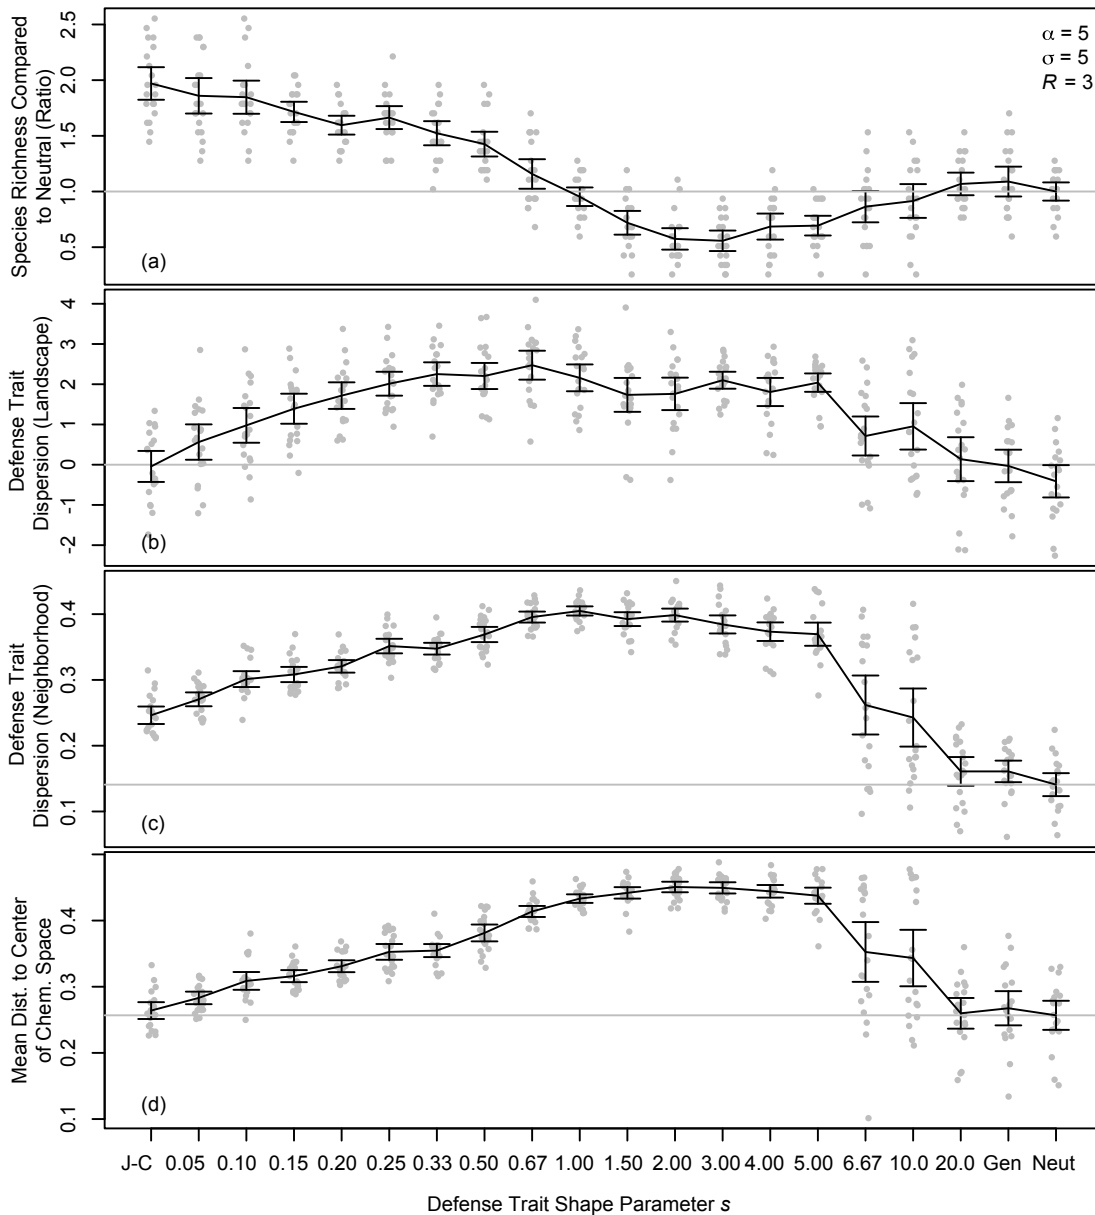 Species Richness Compared
to Neutral (Ratio)
2.5
2.0
1.5
1.0
0.5
α = 5
σ = 5
R = 3
(a)
Defense Trait
Dispersion (Landscape)
4
3
2
1
0
-1
-2
(b)
Defense Trait
Dispersion (Neighborhood)
0.4
0.3
0.2
0.1
(c)
Mean Dist. to Center
of Chem. Space
0.4
0.3
0.2
0.1
(d)
J-C 0.05 0.10 0.15 0.20 0.25 0.33 0.50 0.67 1.00 1.50 2.00 3.00 4.00 5.00 6.67 10.0 20.0 Gen Neut
Defense Trait Shape Parameter s